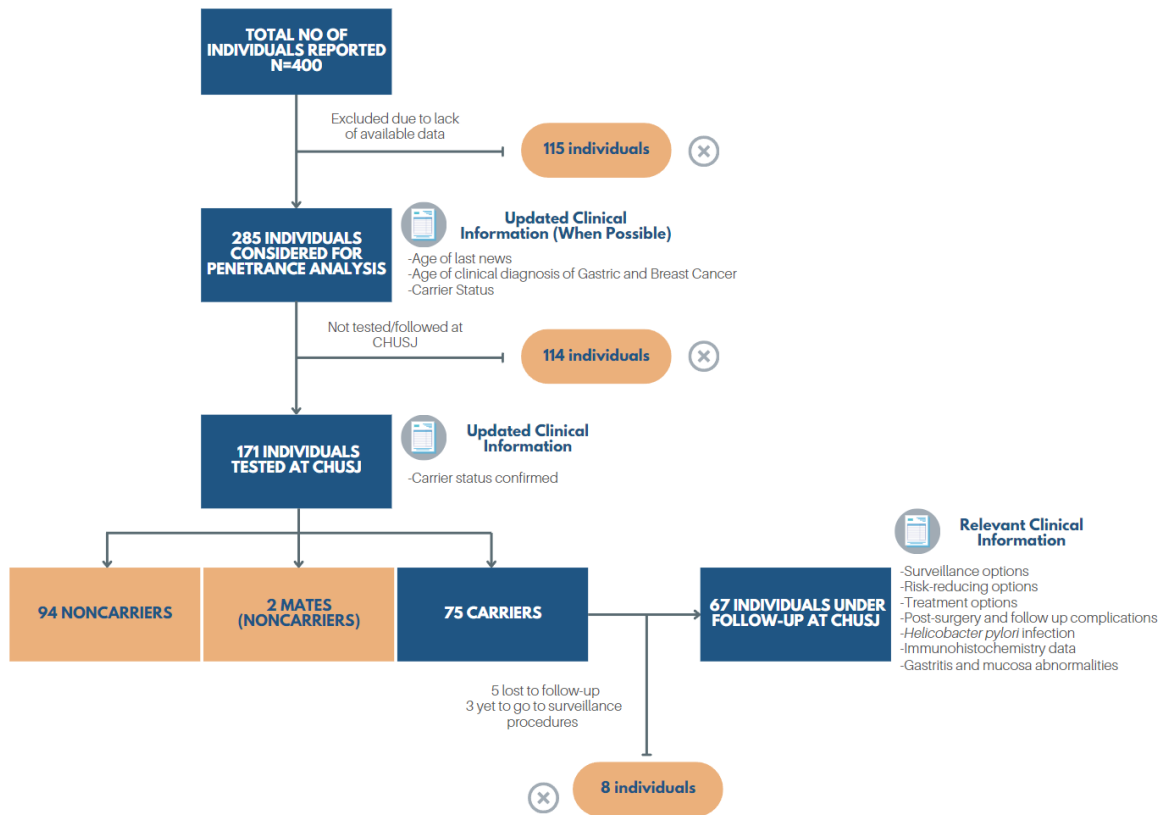 TOTAL NO OF
INDIVIDUALS REPORTED
N=400
Excluded due to lack
of available data
115 individuals
285 INDIVIDUALS
CONSIDERED FOR
PENETRANCE ANALYSIS
Updated Clinical
Information (When Possible)
-Age of last news
-Age of clinical diagnosis of Gastric and Breast Cancer
-Carrier Status
Not tested/followed at
CHUSJ
114 individuals
171 INDIVIDUALS
TESTED AT CHUSJ
Updated Clinical
Information
-Carrier status confirmed
94 NONCARRIERS
2 MATES
(NONCARRIERS)
75 CARRIERS
67 INDIVIDUALS UNDER
FOLLOW-UP AT CHUSJ
Relevant Clinical
Information
-Surveillance options
-Risk-reducing options
-Treatment options
-Post-surgery and follow up complications
-Helicobacter pylori infection
-Immunohistochemistry data
-Gastritis and mucosa abnormalities
5 lost to follow-up
3 yet to go to surveillance
procedures
8 individuals